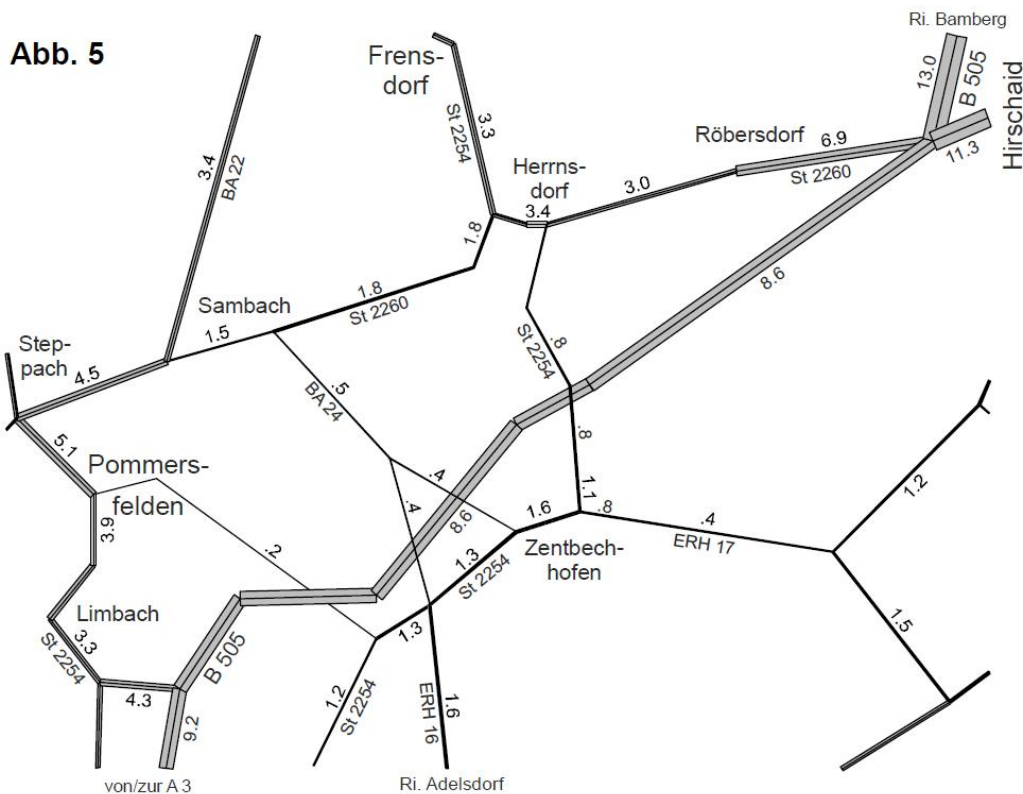 Abb. 5
Ri. Bamberg
13.0
B 505
Hirschaid
11.3
Frens-
dorf
3.3
St 2254
3.4
BA 22
Röbersdorf
6.9
St 2260
Herrns-
dorf
3.4
3.0
1.8
1.8
St 2260
8.6
Sambach
1.5
Step-
pach
4.5
.8
St 2254
.5
BA 24
5.1
Pommers-
felden
.8
.4
.4
8.6
1.1
1.6
.8
.4
ERH 17
1.2
3.9
.2
1.3
St 2254
Zentbech-
hofen
Limbach
3.3
St 2254
B 505
1.3
1.5
4.3
9.2
1.2
St 2254
ERH 16
1.6
von/zur A 3
Ri. Adelsdorf